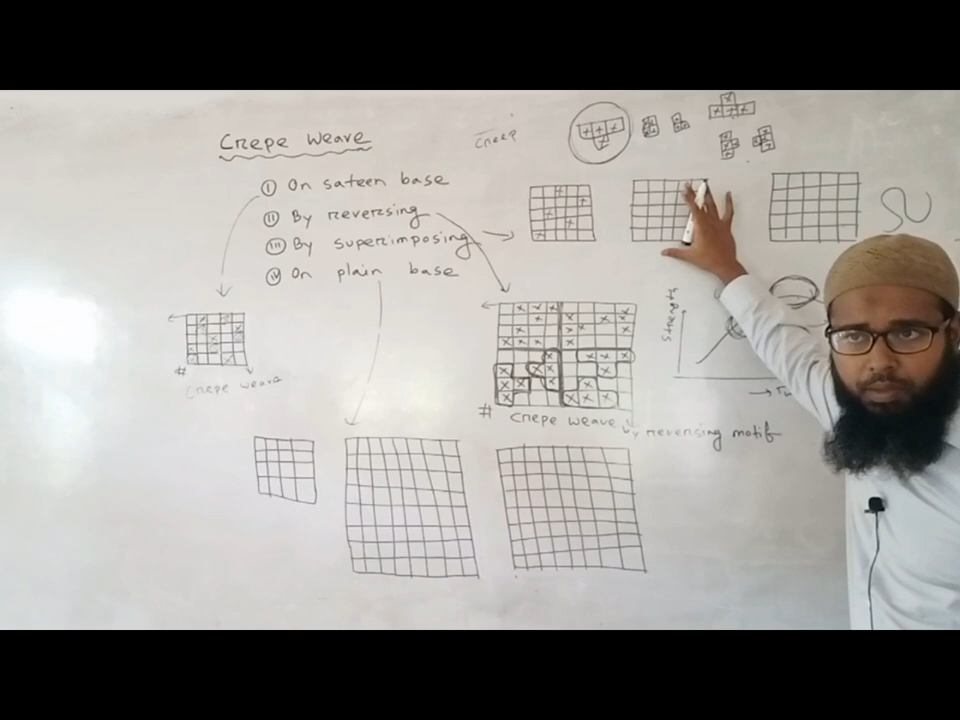 Crepe weave
Crep
(i) On sateen base
(ii) By reversing
(iii) By superimposing
(iv) On plain base
Strength
#
Crepe weave
# Crepe weave by reversing motif